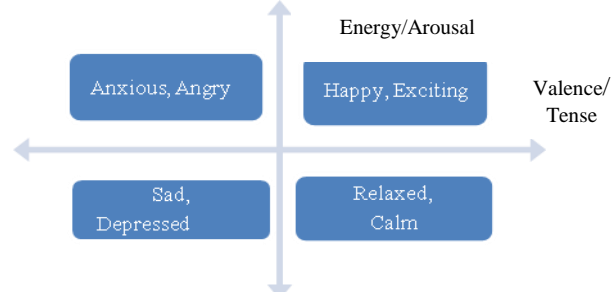 Energy/Arousal
Anxious, Angry
Happy, Exciting
Valence/
Tense
Sad,
Depressed
Relaxed,
Calm